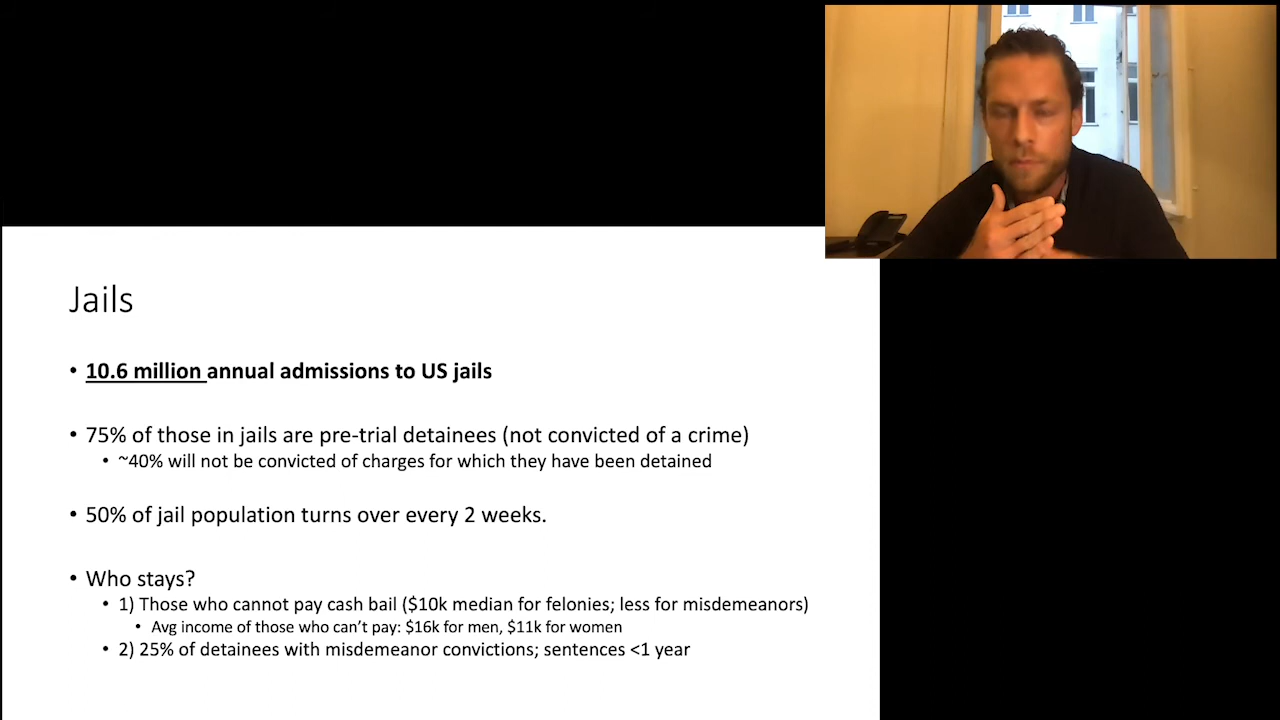 Jails
• 10.6 million annual admissions to US jails
• 75% of those in jails are pre-trial detainees (not convicted of a crime)
• ~40% will not be convicted of charges for which they have been detained
• 50% of jail population turns over every 2 weeks.
• Who stays?
• 1) Those who cannot pay cash bail ($10k median for felonies; less for misdemeanors)
• Avg income of those who can’t pay: $16k for men, $11k for women
• 2) 25% of detainees with misdemeanor convictions; sentences <1 year